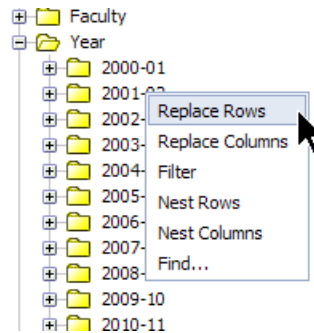 Faculty
Year
2000-01
2001-02
Replace Rows
2002-
2003-
Replace Columns
2004-
Filter
2005-
Nest Rows
2006-
Nest Columns
2007-
2008-
Find...
2009-10
2010-11